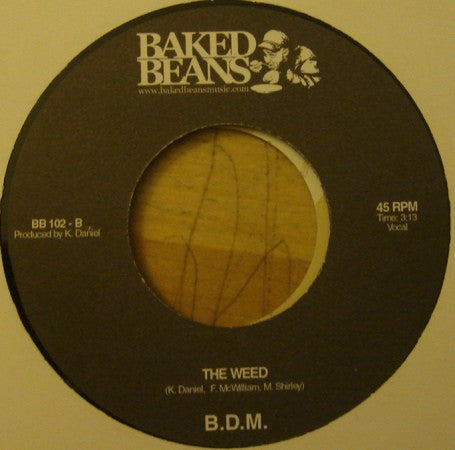 BAKED
BEANS
www.bakedbeansmusic.com
BB 102 - B
Produced by K. Daniel
45 RPM
Time: 3:13
Vocal
THE WEED
(K. Daniel, F. McWilliam, M. Shirley)
B.D.M.